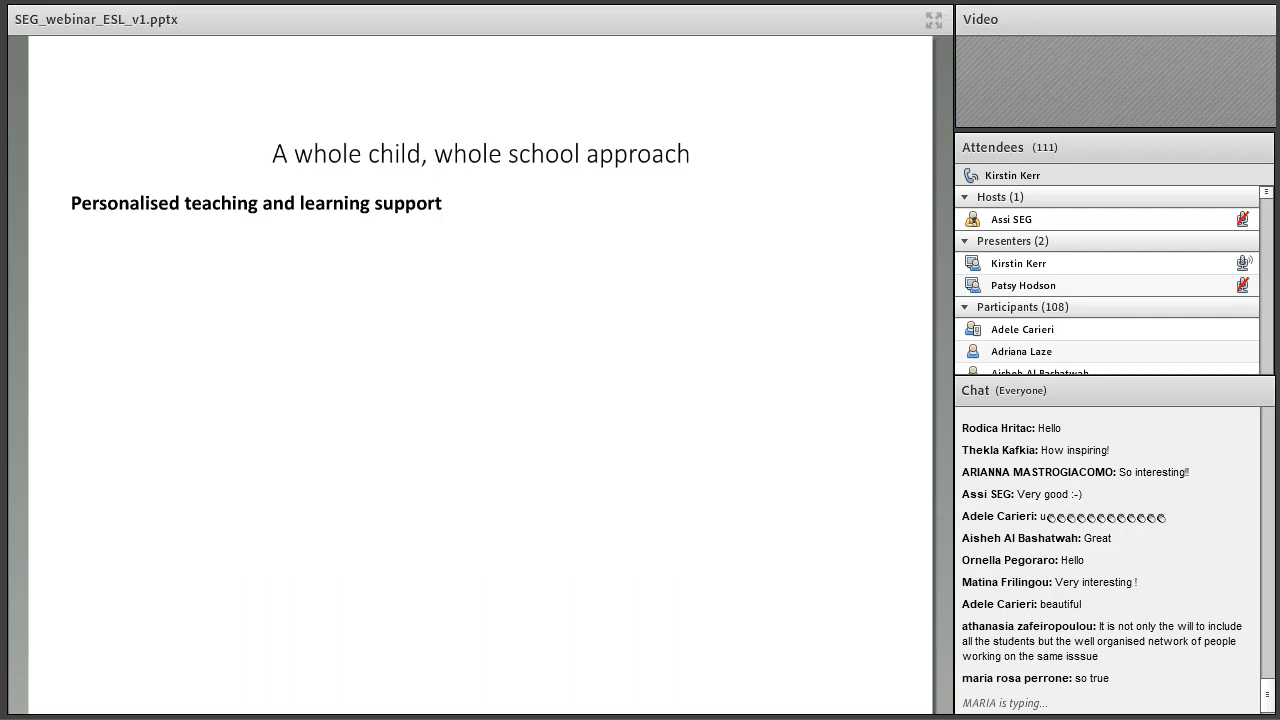 SEG_webinar_ESL_v1.pptx
A whole child, whole school approach
Personalised teaching and learning support
Video
Attendees (111)
Kirstin Kerr
Hosts (1)
Assi SEG
Presenters (2)
Kirstin Kerr
Patsy Hodson
Participants (108)
Adele Carieri
Adriana Laze
Aisheh Al Bashatwah
Chat (Everyone)
Rodica Hritac: Hello
Thekla Kafkia: How inspiring!
ARIANNA MASTROGIACOMO: So interesting!!
Assi SEG: Very good :-)
Adele Carieri: u
Aisheh Al Bashatwah: Great
Ornella Pegoraro: Hello
Matina Frilingou: Very interesting !
Adele Carieri: beautiful
athanasia zafeiropoulou: It is not only the will to include
all the students but the well organised network of people
working on the same isssue
maria rosa perrone: so true
MARIA is typing...